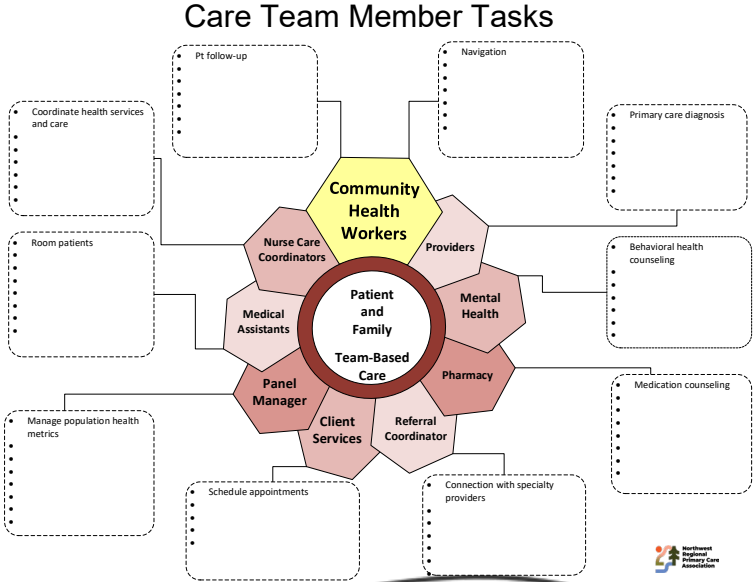 Care Team Member Tasks
Pt follow-up
Navigation
Coordinate health services
and care
Primary care diagnosis
Room patients
Behavioral health
counseling
Community
Health
Workers
Nurse Care
Coordinators
Providers
Medical
Assistants
Patient
and
Family
Team-Based
Care
Mental
Health
Panel
Manager
Pharmacy
Client
Services
Referral
Coordinator
Manage population health
metrics
Medication counseling
Schedule appointments
Connection with specialty
providers
Northwest
Regional
Primary Care
Association